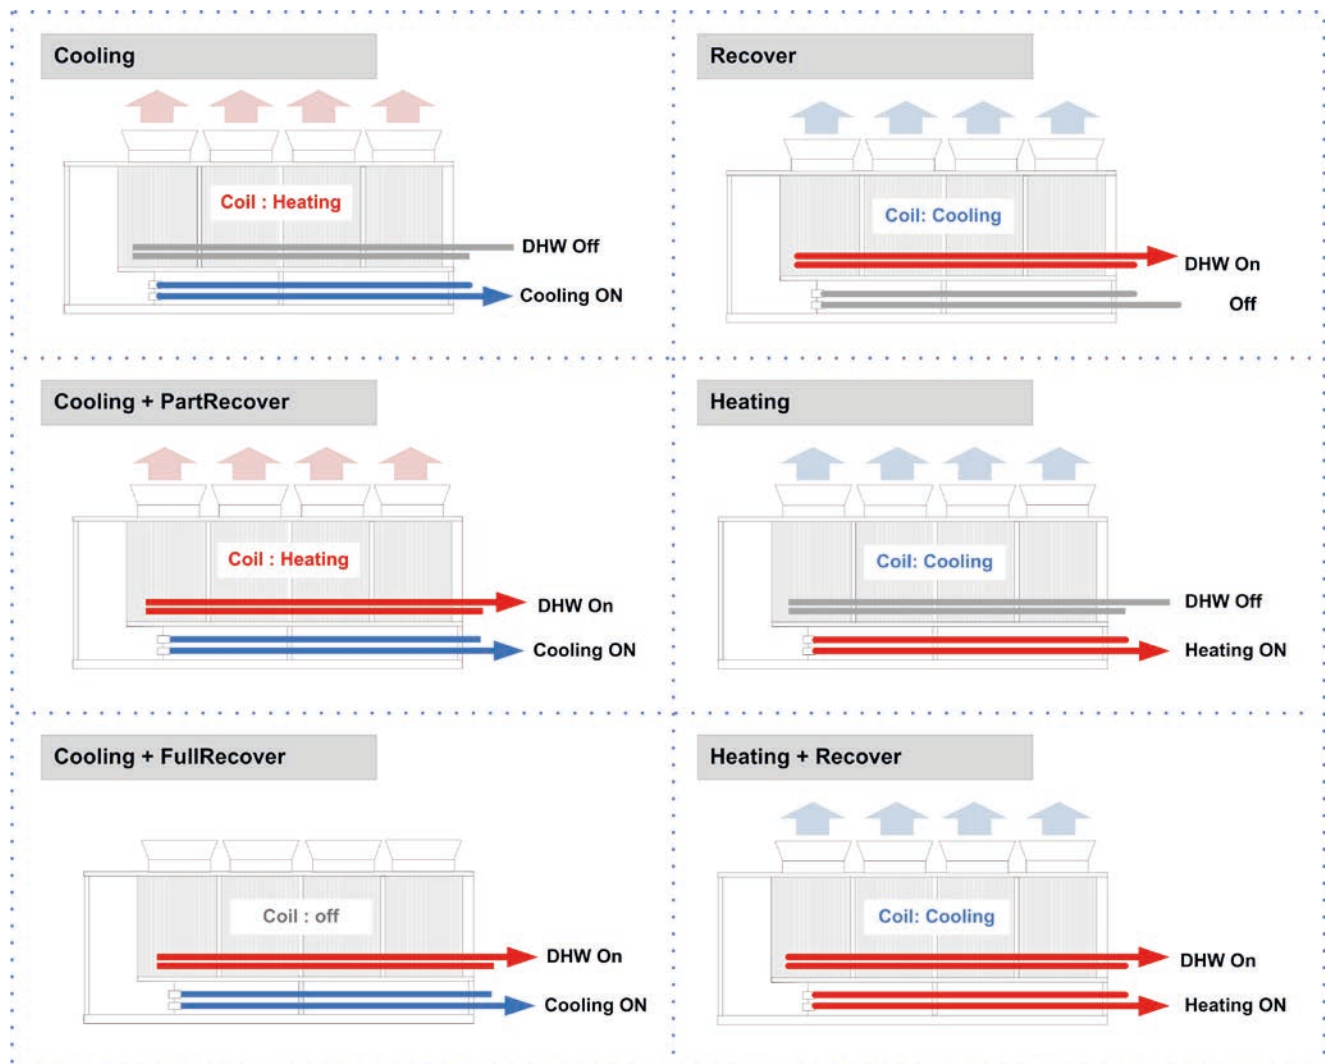 Cooling
Coil : Heating
DHW Off
Cooling ON
Recover
Coil: Cooling
DHW On
Off
Cooling + PartRecover
Coil : Heating
DHW On
Cooling ON
Heating
Coil: Cooling
DHW Off
Heating ON
Cooling + FullRecover
Coil : off
DHW On
Cooling ON
Heating + Recover
Coil: Cooling
DHW On
Heating ON